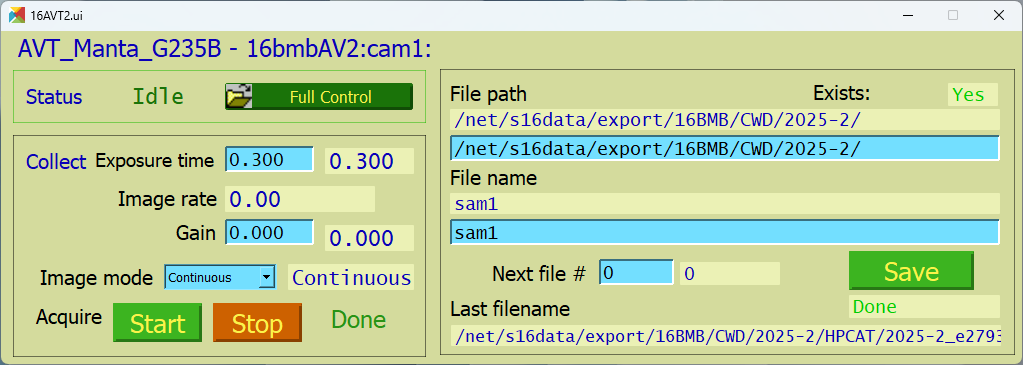 16AVT2.ui
AVT_Manta_G235B - 16bmbAV2:cam1:
Status Idle Full Control
Collect Exposure time 0.300 0.300
Image rate 0.00
Gain 0.000 0.000
Image mode Continuous Continuous
Acquire Start Stop Done
File path Exists: Yes
/net/s16data/export/16BMB/CWD/2025-2/
/net/s16data/export/16BMB/CWD/2025-2/
File name
sam1
sam1
Next file # 0 0 Save
Last filename Done
/net/s16data/export/16BMB/CWD/2025-2/HPCAT/2025-2_e2793